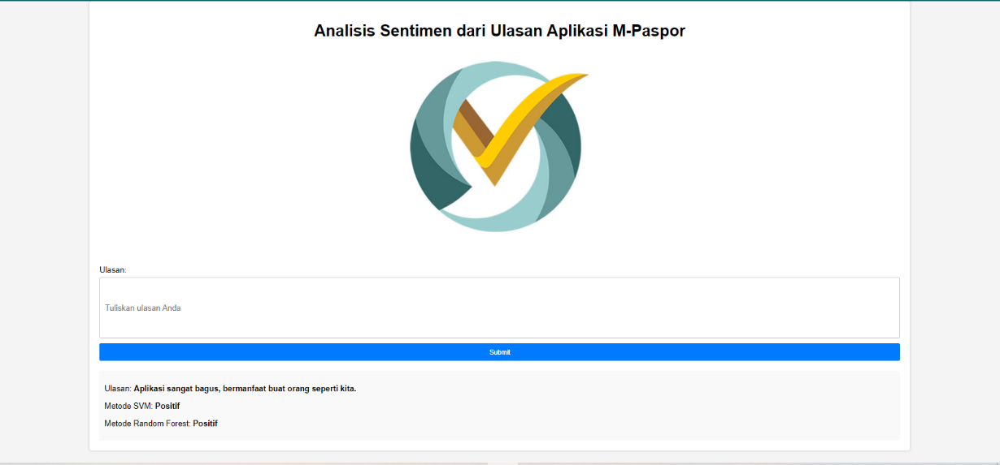 Analisis Sentimen dari Ulasan Aplikasi M-Paspor
Ulasan:
Tuliskan ulasan Anda
Submit
Ulasan: Aplikasi sangat bagus, bermanfaat buat orang seperti kita.
Metode SVM: Positif
Metode Random Forest: Positif